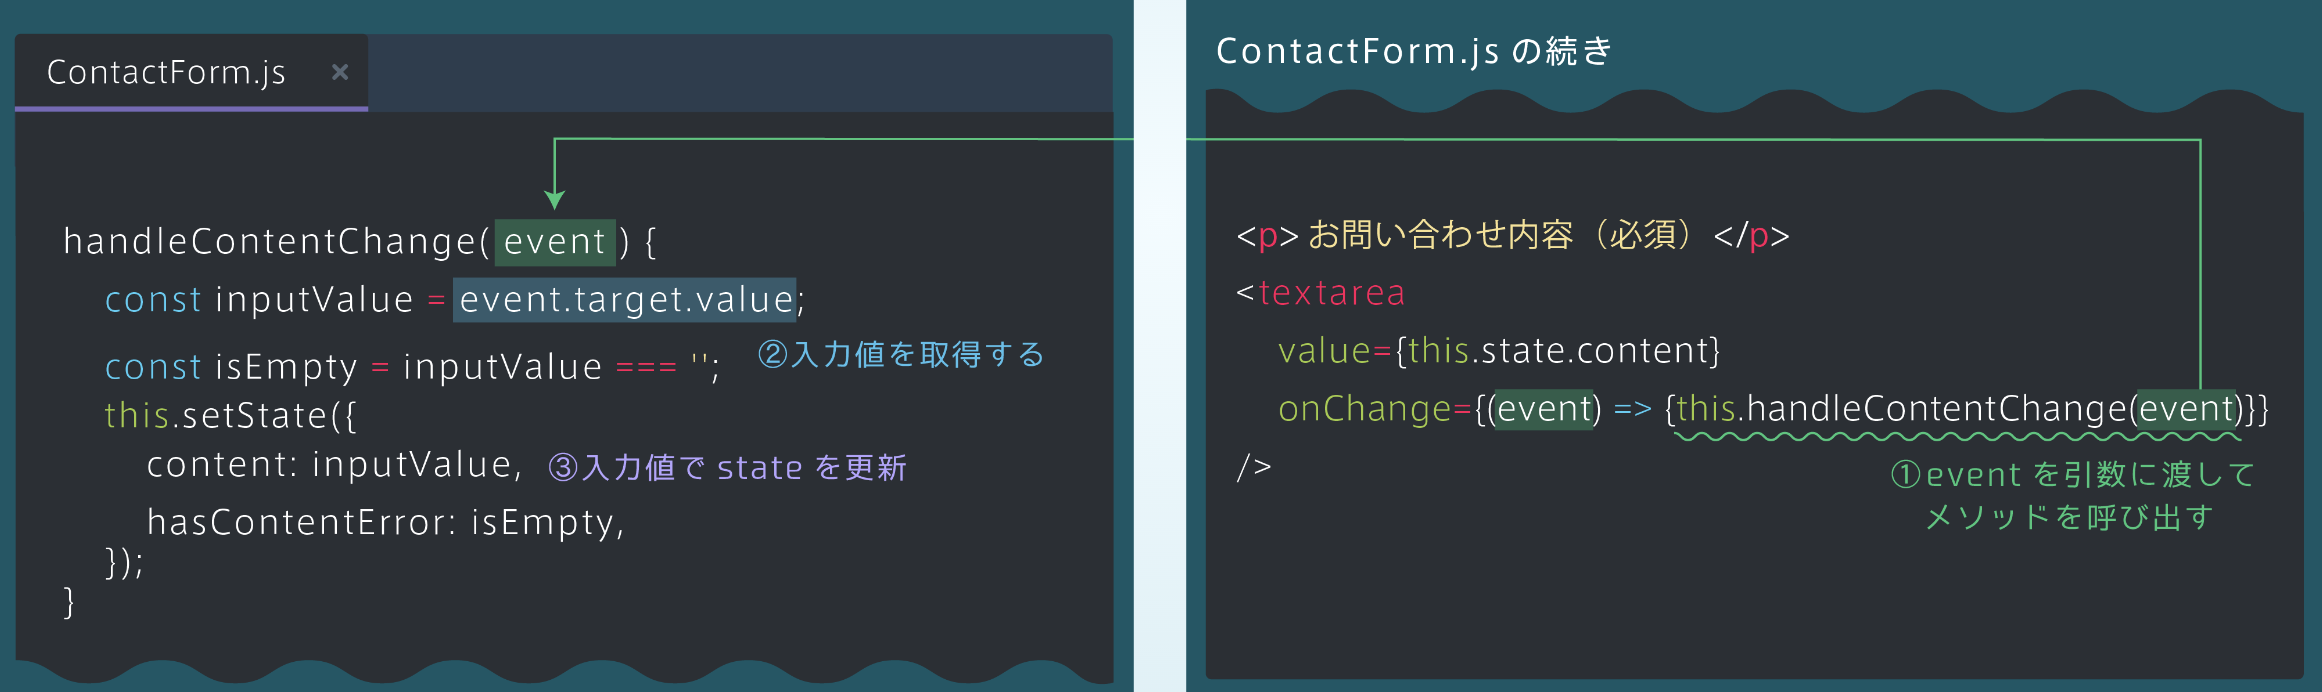 ContactForm.js ×
handleContentChange( event ) {
const inputValue = event.target.value;
const isEmpty = inputValue === '';
②入力値を取得する
this.setState({
content: inputValue, ③入力値で state を更新
hasContentError: isEmpty,
});
}
ContactForm.js の続き
<p> お問い合わせ内容（必須）</p>
<textarea
value={this.state.content}
onChange={(event) => {this.handleContentChange(event)}}
/>
①event を引数に渡して
メソッドを呼び出す